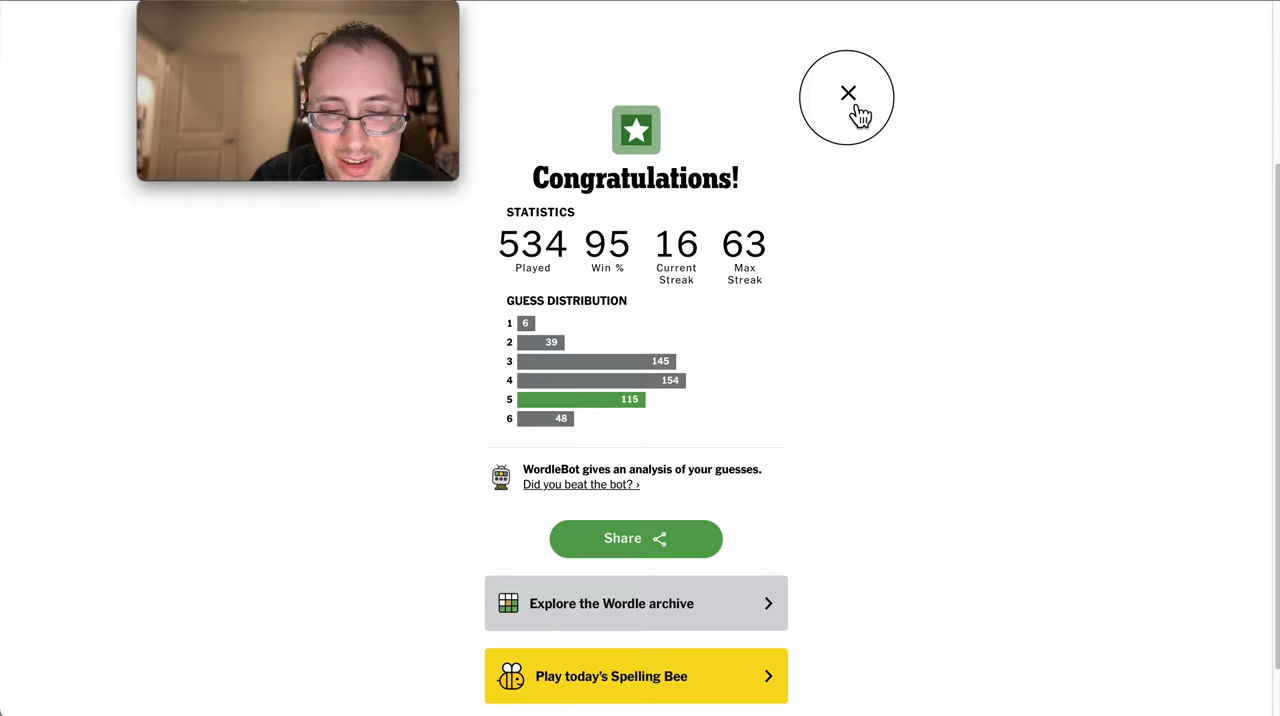 Congratulations!
STATISTICS
534 95 16 63
Played Win % Current Streak Max Streak
GUESS DISTRIBUTION
1 6
2 39
3 145
4 154
5 115
6 48
WordleBot gives an analysis of your guesses.
Did you beat the bot? ›
Share
Explore the Wordle archive
Play today’s Spelling Bee